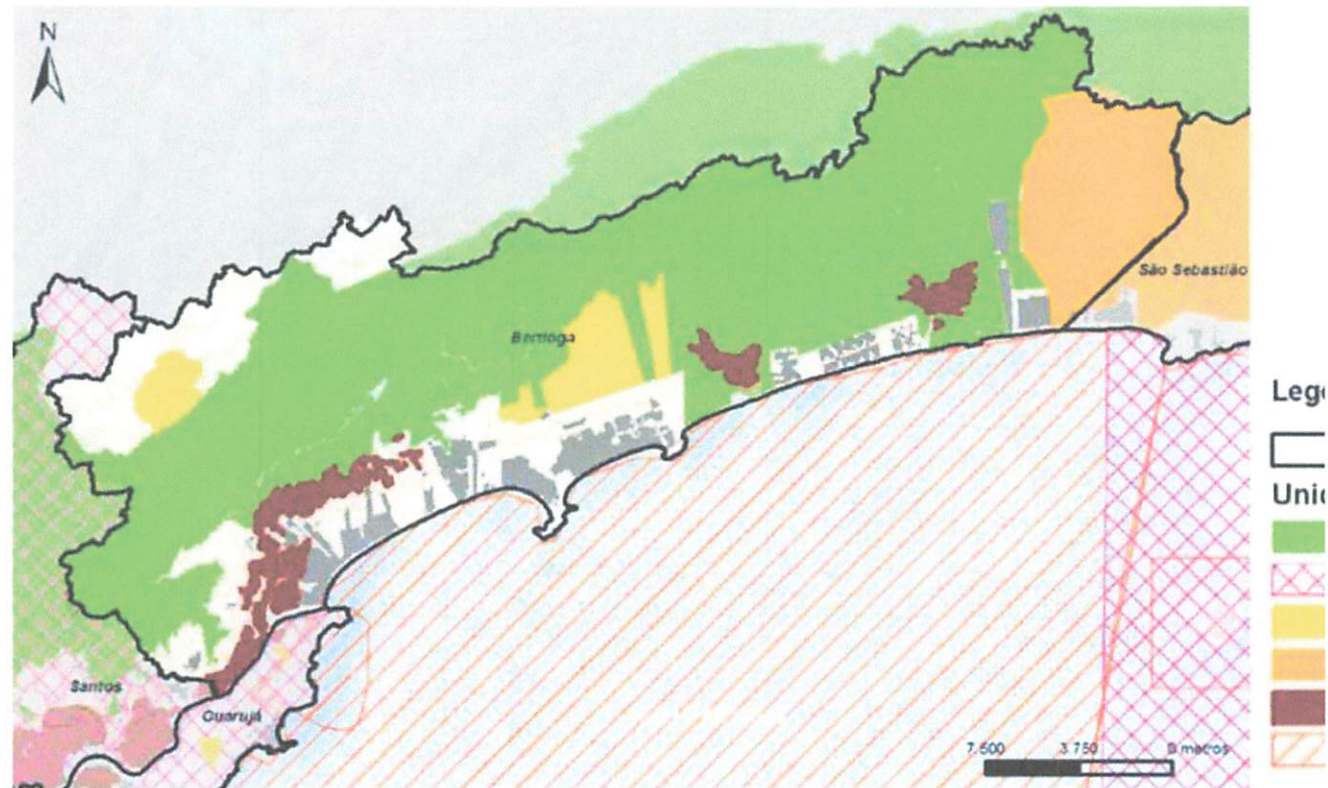 N
São Sebastião
Bertioga
Lege
Unid
Santos
Guarujá
7.500 3.750 0 metros